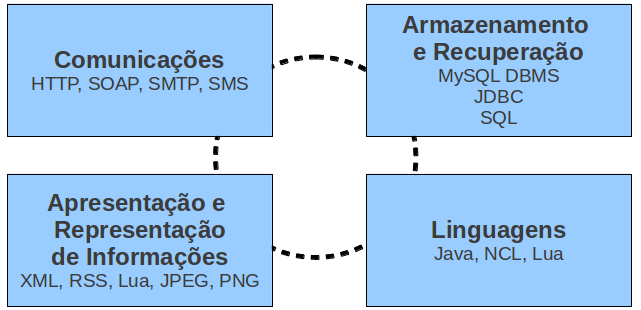 Comunicações
HTTP, SOAP, SMTP, SMS
Armazenamento
e Recuperação
MySQL DBMS
JDBC
SQL
Apresentação e
Representação
de Informações
XML, RSS, Lua, JPEG, PNG
Linguagens
Java, NCL, Lua